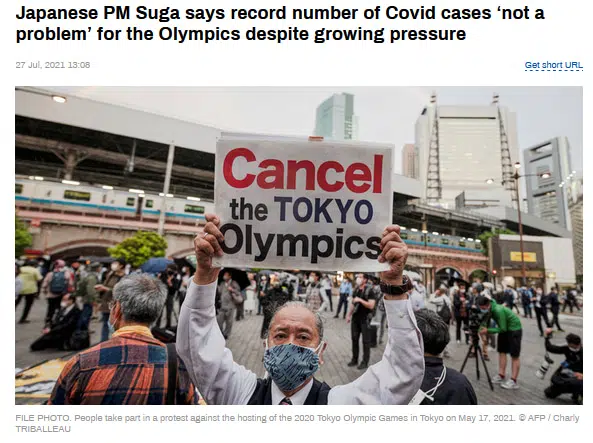 Japanese PM Suga says record number of Covid cases ‘not a
problem’ for the Olympics despite growing pressure
27 Jul, 2021 13:08
Get short URL
Cancel
the TOKYO
Olympics
FILE PHOTO. People take part in a protest against the hosting of the 2020 Tokyo Olympic Games in Tokyo on May 17, 2021. © AFP / Charly
TRIBALLEAU